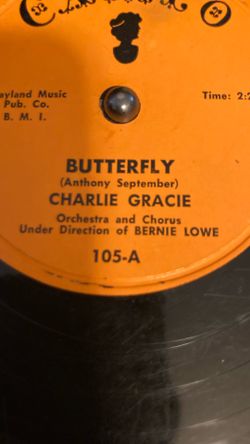 Mayland Music
Pub. Co.
B. M. I.
Time: 2:2
BUTTERFLY
(Anthony September)
CHARLIE GRACIE
Orchestra and Chorus
Under Direction of BERNIE LOWE
105-A